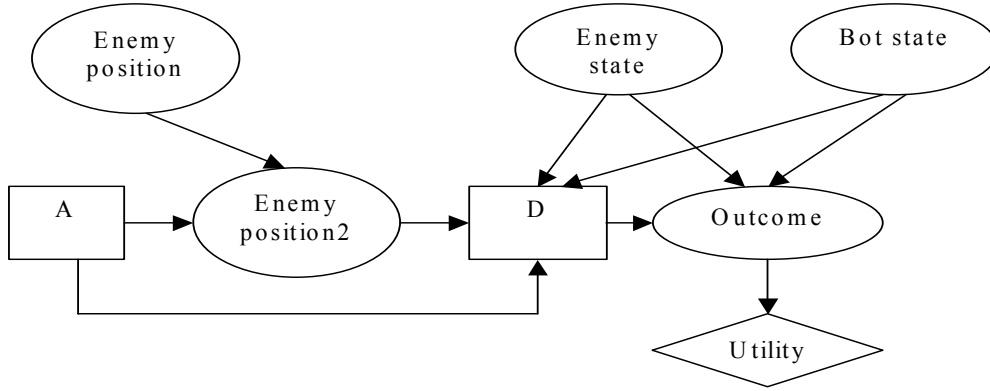 Enemy
position
Enemy
state
Bot state
A
Enemy
position2
D
Outcome
Utility